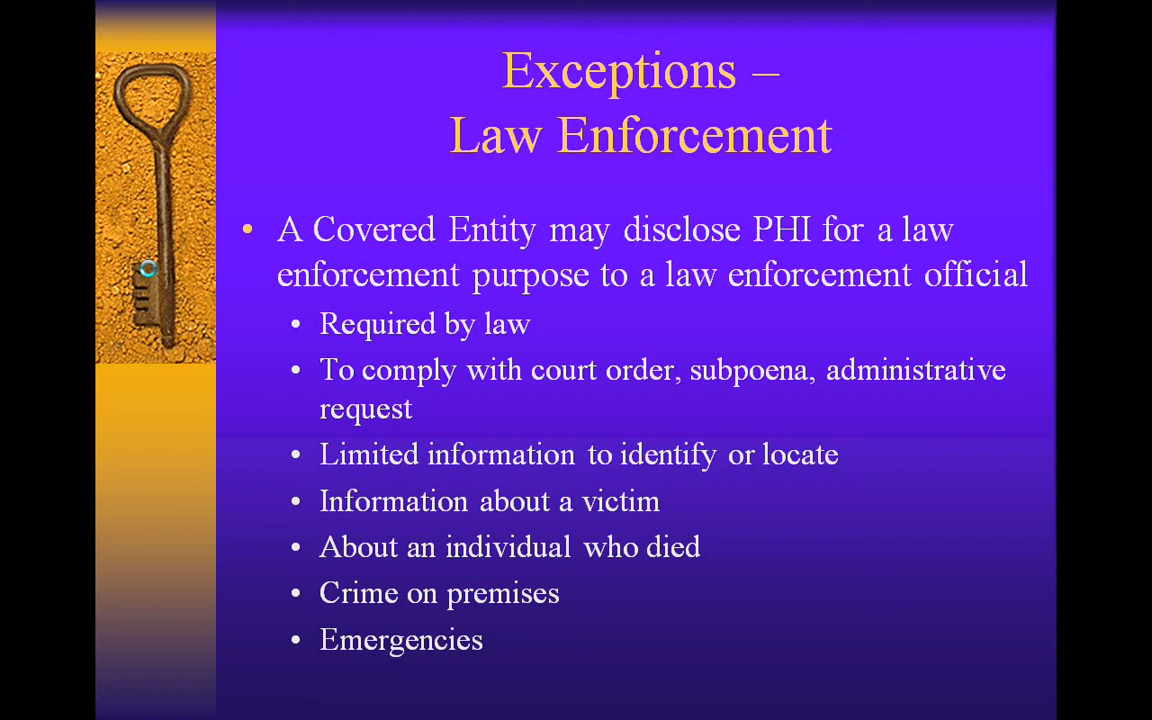 Exceptions –
Law Enforcement
• A Covered Entity may disclose PHI for a law
enforcement purpose to a law enforcement official
• Required by law
• To comply with court order, subpoena, administrative
request
• Limited information to identify or locate
• Information about a victim
• About an individual who died
• Crime on premises
• Emergencies